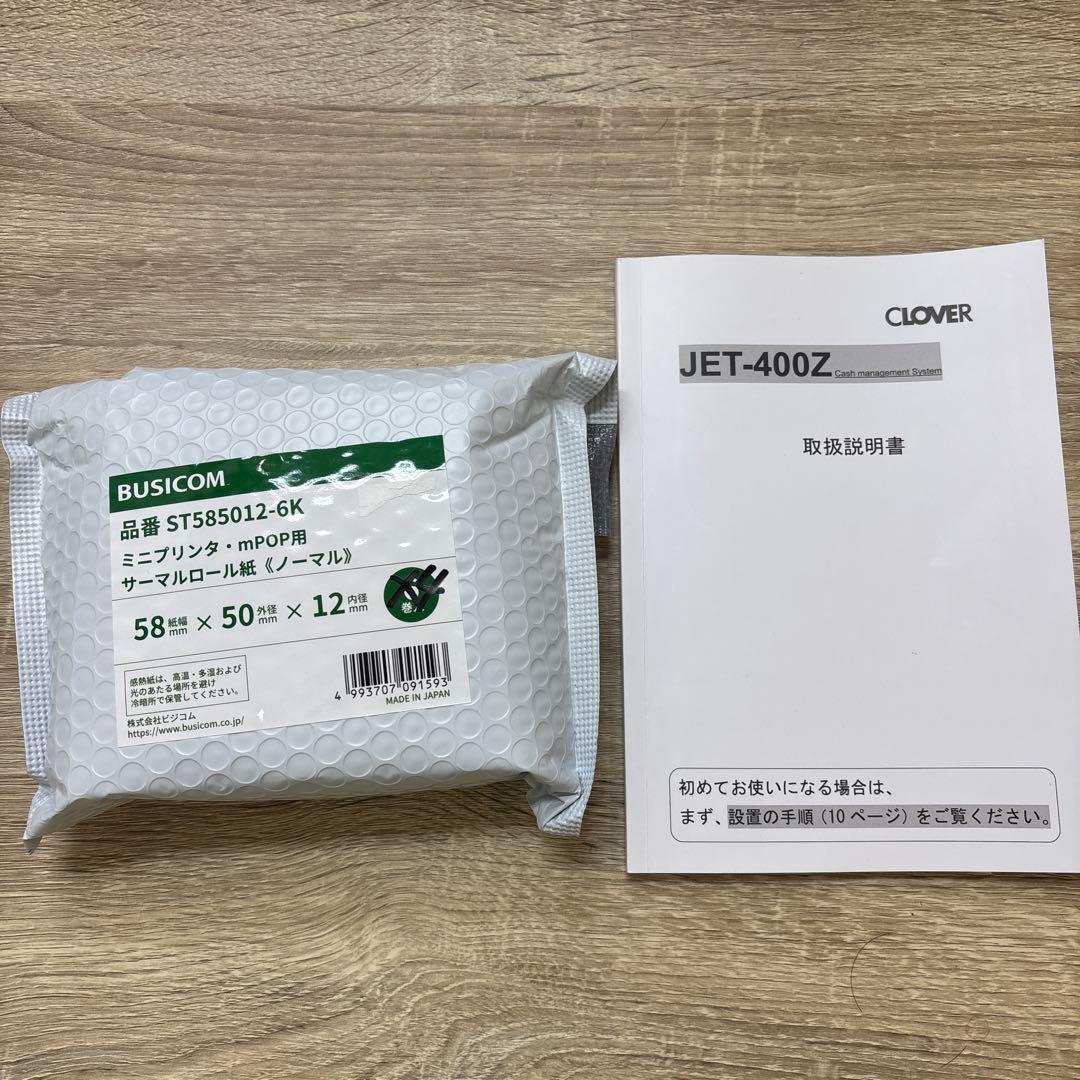 BUSICOM
品番 ST585012-6K
ミニプリンタ・mPOP用
サーマルロール紙《ノーマル》
58 紙幅 mm × 50 外径 mm × 12 内径 mm
巻
感熱紙は、高温・多湿および
光のあたる場所を避け
冷暗所で保管してください。
株式会社ビジコム
https://www.busicom.co.jp/
4 993707 091593
MADE IN JAPAN
CLOVER
JET-400Z Cash management System
取扱説明書
初めてお使いになる場合は、
まず、設置の手順（10 ページ）をご覧ください。